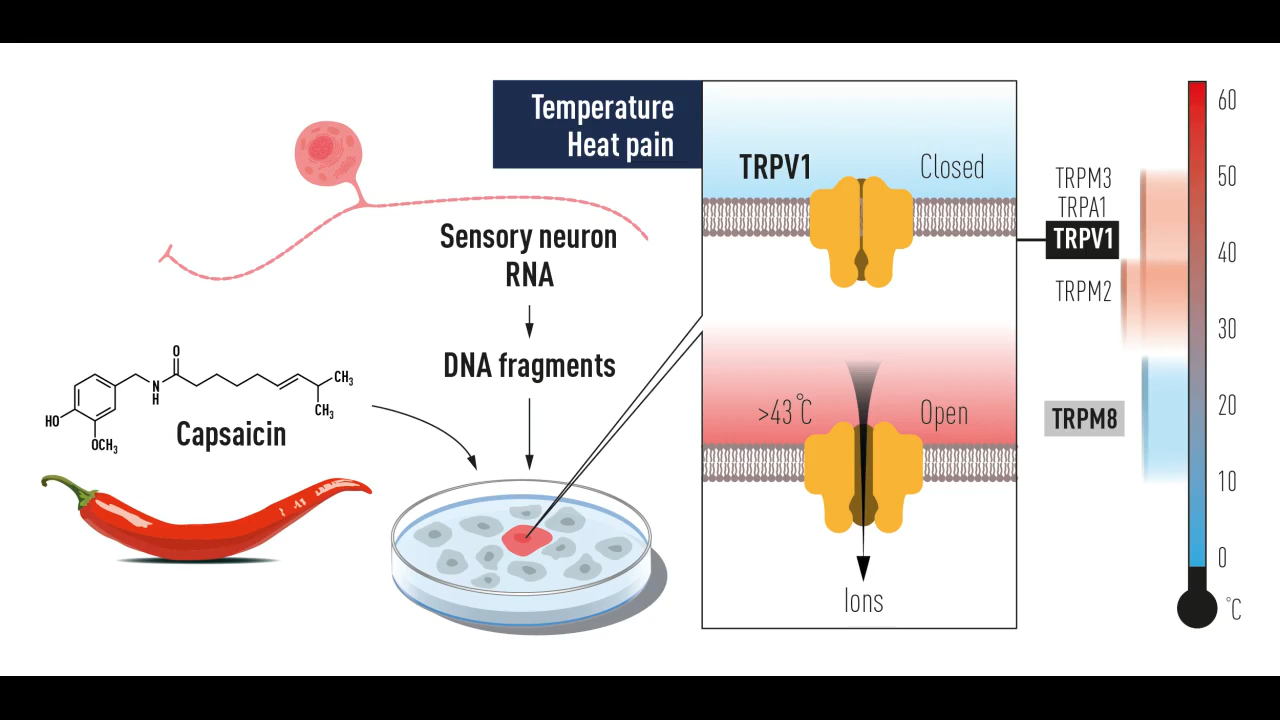 Temperature
Heat pain
Sensory neuron
RNA
DNA fragments
O
N
H
HO
OCH₃
CH₃
CH₃
Capsaicin
TRPV1
Closed
>43°C
Open
Ions
TRPM3
TRPA1
TRPV1
TRPM2
TRPM8
60
50
40
30
20
10
0
°C